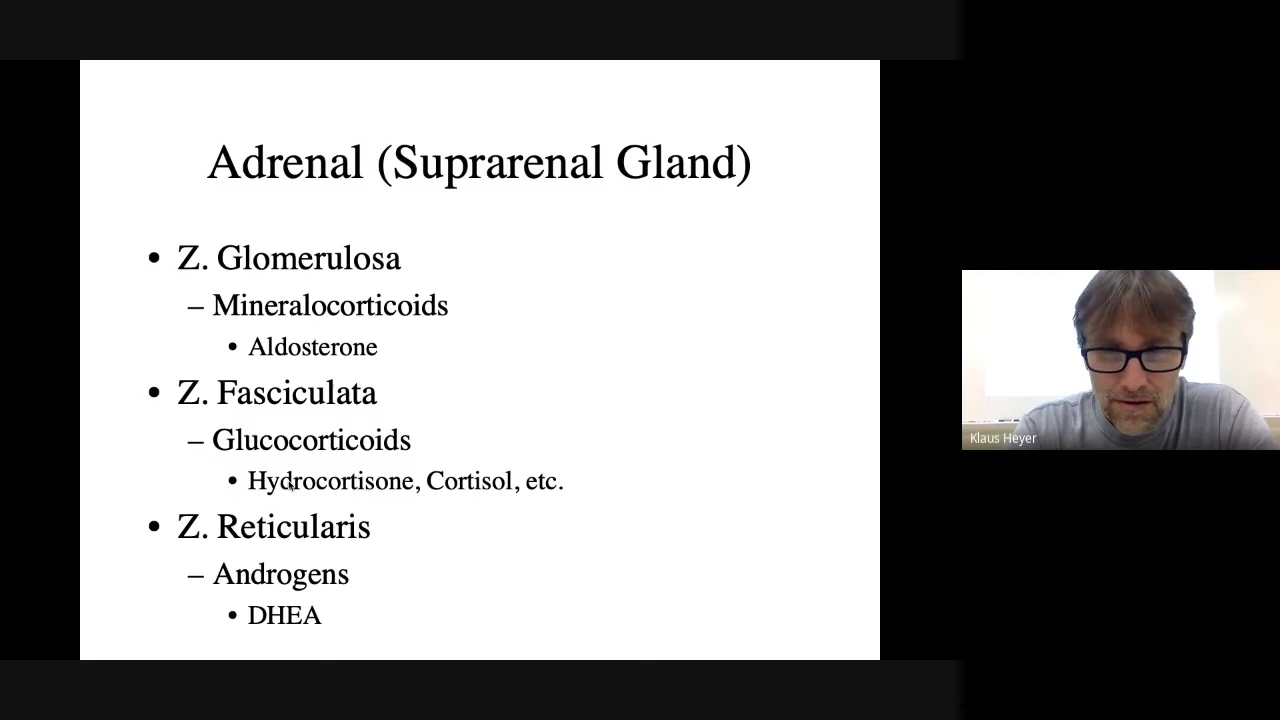 Adrenal (Suprarenal Gland)
• Z. Glomerulosa
– Mineralocorticoids
• Aldosterone
• Z. Fasciculata
– Glucocorticoids
• Hydrocortisone, Cortisol, etc.
• Z. Reticularis
– Androgens
• DHEA
Klaus Heyer